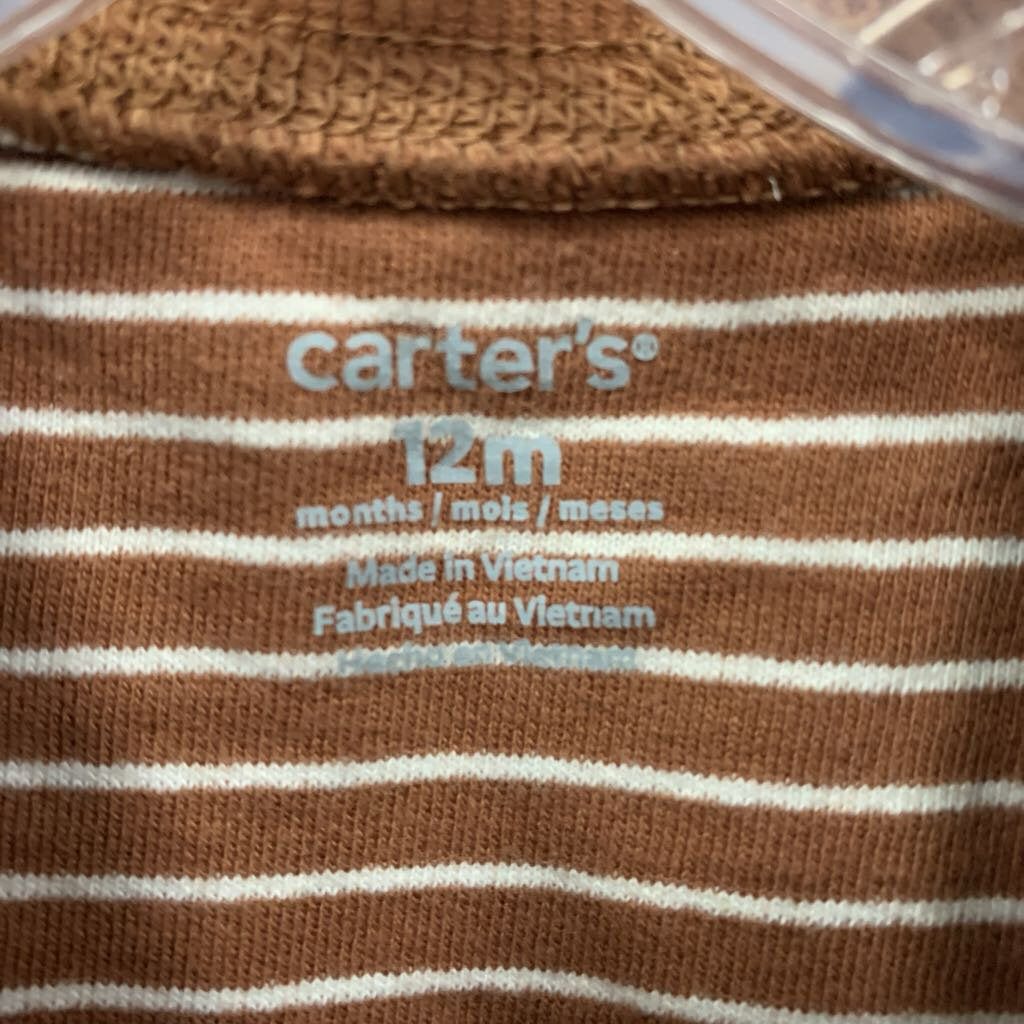 carter's®
12m
months / mois / meses
Made in Vietnam
Fabriqué au Vietnam
Hecho en Vietnam